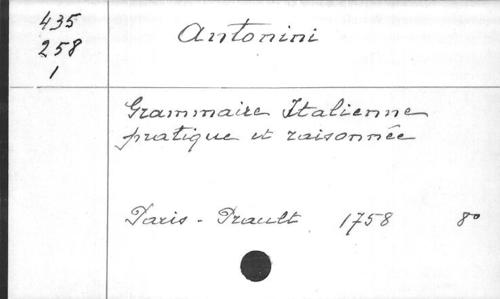 435
258
1
Antonini
Grammaire Italienne
pratique et raisonnée
Paris - Prault 1758 8°